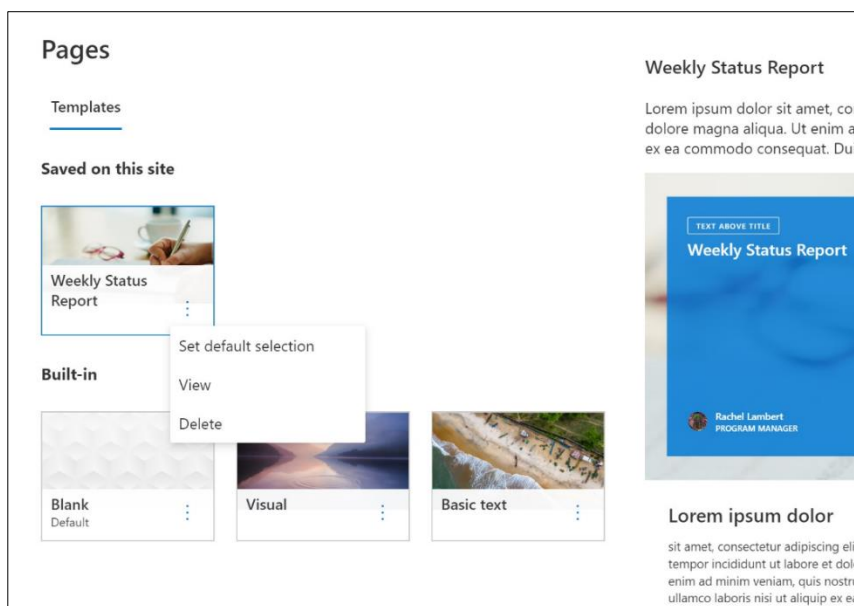 Pages
Templates
Saved on this site
Weekly Status
Report
Set default selection
View
Delete
Built-in
Blank
Default
Visual
Basic text
Weekly Status Report
Lorem ipsum dolor sit amet, co
dolore magna aliqua. Ut enim a
ex ea commodo consequat. Du
TEXT ABOVE TITLE
Weekly Status Report
Rachel Lambert
PROGRAM MANAGER
Lorem ipsum dolor
sit amet, consectetur adipiscing eli
tempor incididunt ut labore et dol
enim ad minim veniam, quis nostru
ullamco laboris nisi ut aliquip ex ea